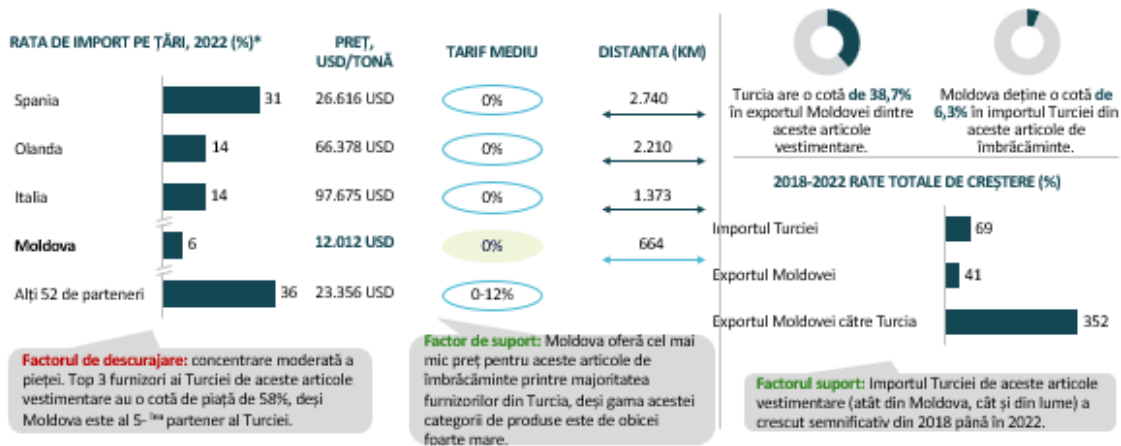 RATA DE IMPORT PE ȚĂRI, 2022 (%)*
PREȚ,
USD/TONĂ
TARIF MEDIU
DISTANTA (KM)
Spania
31
26.616 USD
0%
2.740
Olanda
14
66.378 USD
0%
2.210
Italia
14
97.675 USD
0%
1.373
Moldova
6
12.012 USD
0%
664
Alți 52 de parteneri
36
23.356 USD
0-12%
Factorul de descurajare: concentrare moderată a
pieței. Top 3 furnizori ai Turciei de aceste articole
vestimentare au o cotă de piață de 58%, deși
Moldova este al 5- lea partener al Turciei.
Factor de suport: Moldova oferă cel mai
mic preț pentru aceste articole de
îmbrăcăminte printre majoritatea
furnizorilor din Turcia, deși gama acestei
categorii de produse este de obicei
foarte mare.
Turcia are o cotă de 38,7%
în exportul Moldovei dintre
aceste articole
vestimentare.
Moldova deține o cotă de
6,3% în importul Turciei din
aceste articole de
îmbrăcăminte.
2018-2022 RATE TOTALE DE CREȘTERE (%)
Importul Turciei
69
Exportul Moldovei
41
Exportul Moldovei către Turcia
352
Factorul suport: Importul Turciei de aceste articole
vestimentare (atât din Moldova, cât și din lume) a
crescut semnificativ din 2018 până în 2022.